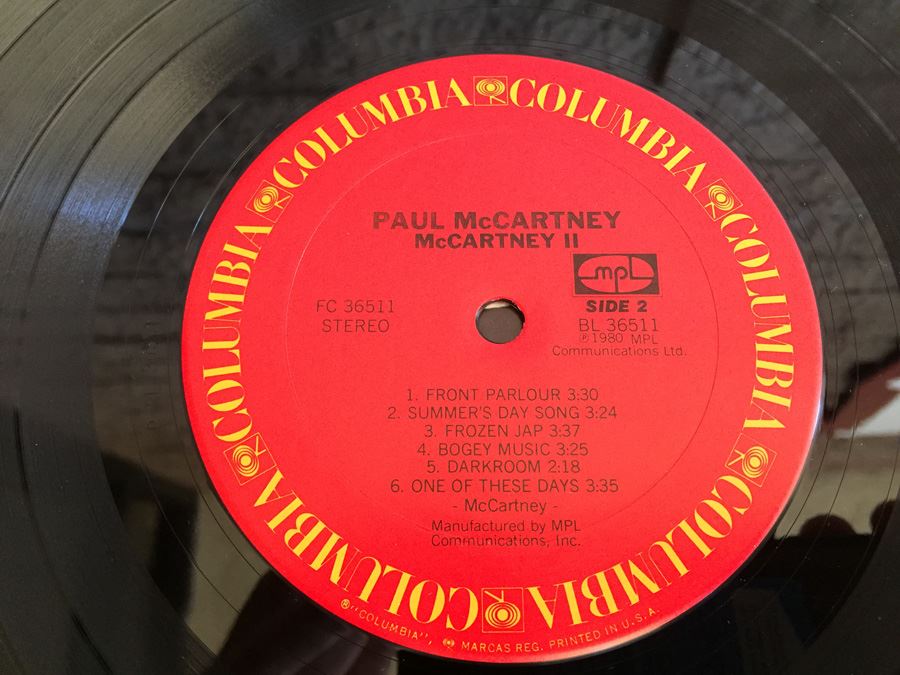 COLUMBIA COLUMBIA COLUMBIA COLUMBIA COLUMBIA COLUMBIA COLUMBIA
PAUL McCARTNEY
McCARTNEY II
mpl
FC 36511
STEREO
SIDE 2
BL 36511
℗ 1980 MPL
Communications Ltd.
1. FRONT PARLOUR 3:30
2. SUMMER'S DAY SONG 3:24
3. FROZEN JAP 3:37
4. BOGEY MUSIC 3:25
5. DARKROOM 2:18
6. ONE OF THESE DAYS 3:35
- McCartney -
Manufactured by MPL
Communications, Inc.
® "COLUMBIA", MARCAS REG. PRINTED IN U.S.A.